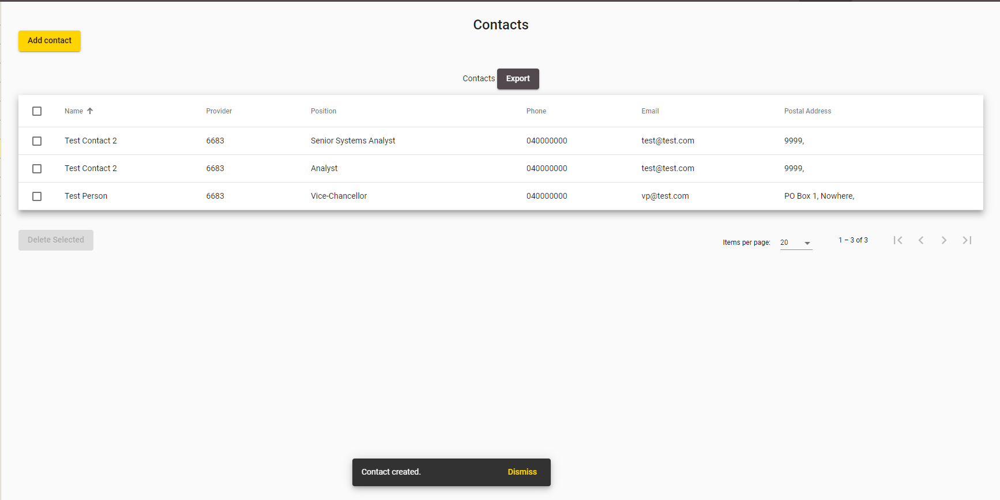 Contacts
Add contact
Contacts Export
Name Provider Position Phone Email Postal Address
Test Contact 2 6683 Senior Systems Analyst 040000000 test@test.com 9999,
Test Contact 2 6683 Analyst 040000000 test@test.com 9999,
Test Person 6683 Vice-Chancellor 040000000 vp@test.com PO Box 1, Nowhere,
Delete Selected Items per page: 20 1 – 3 of 3
Contact created. Dismiss